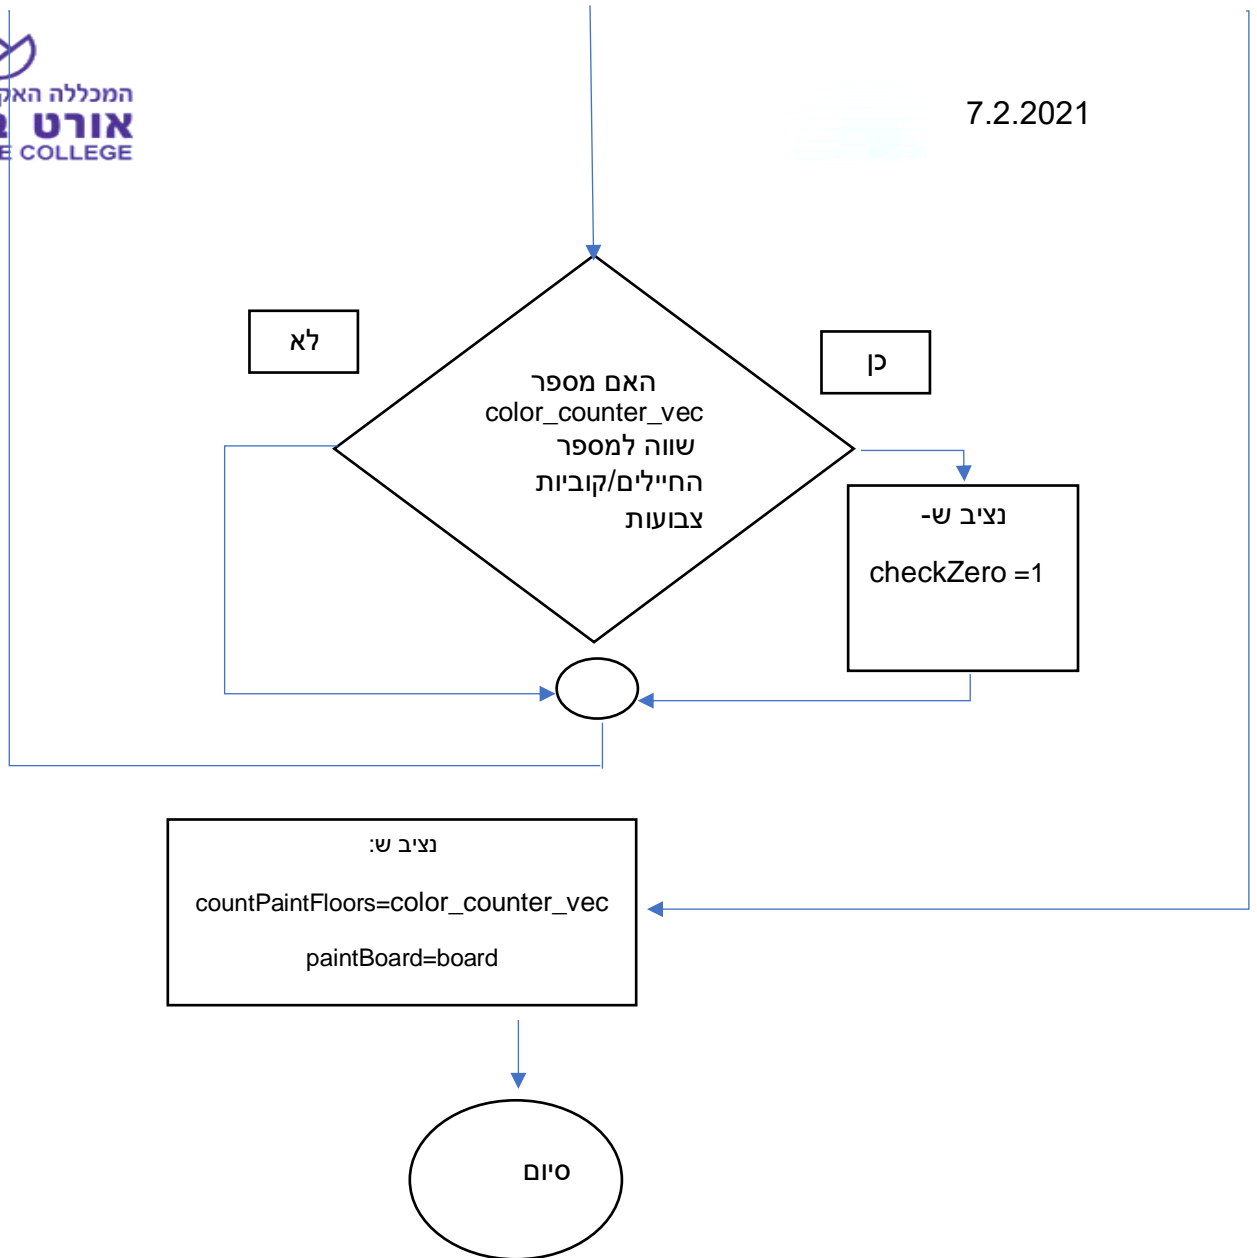 המכללה
אורט
E COLLEGE
7.2.2021
לא
כן
האם מספר
color_counter_vec
שווה למספר
החיילים/קוביות
צבועות
נציב ש-
checkZero =1
נציב ש:
countPaintFloors=color_counter_vec
paintBoard=board
סיום